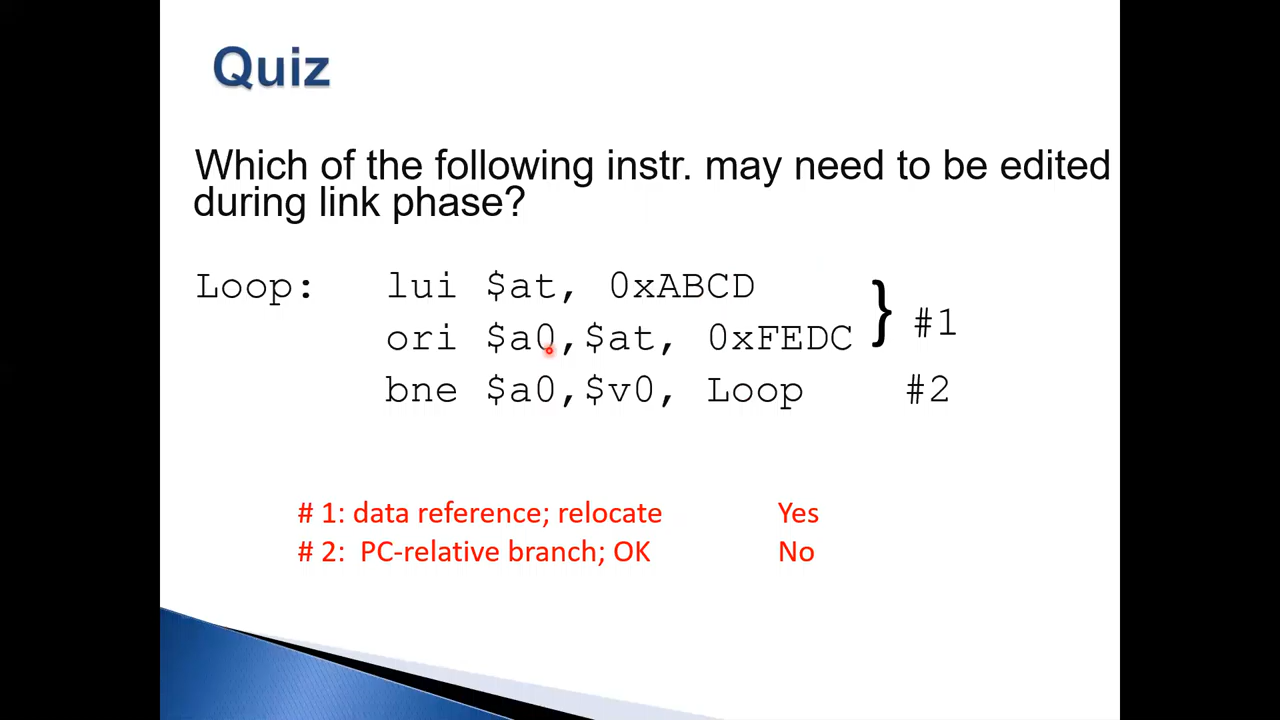 Quiz
Which of the following instr. may need to be edited
during link phase?
Loop: lui $at, 0xABCD
ori $a0,$at, 0xFEDC } #1
bne $a0,$v0, Loop #2
# 1: data reference; relocate Yes
# 2: PC-relative branch; OK No